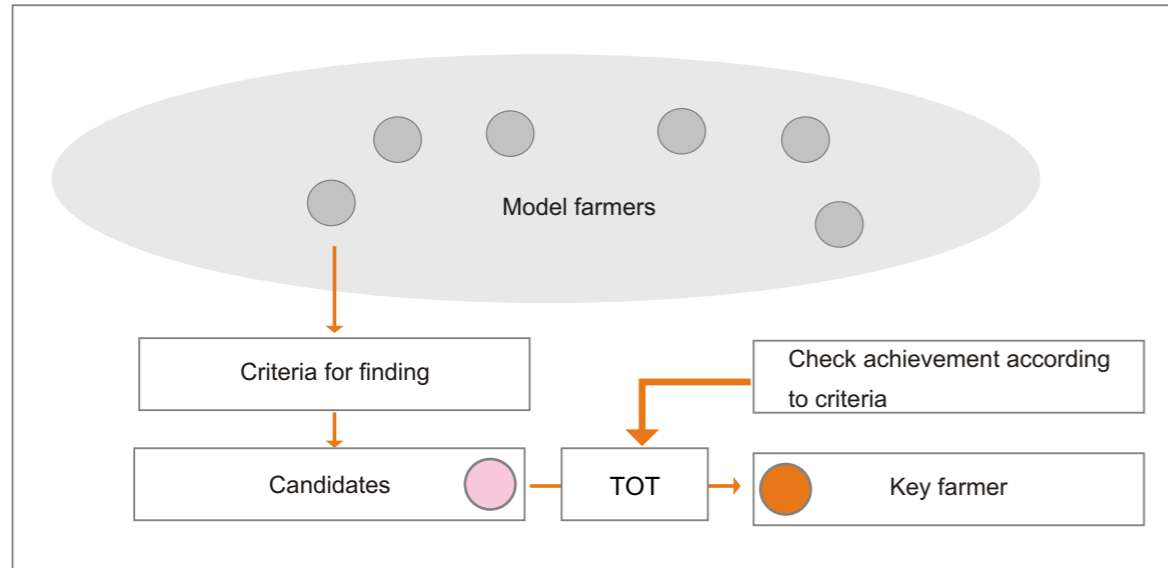 Model farmers
Criteria for finding
Check achievement according
to criteria
Candidates
TOT
Key farmer